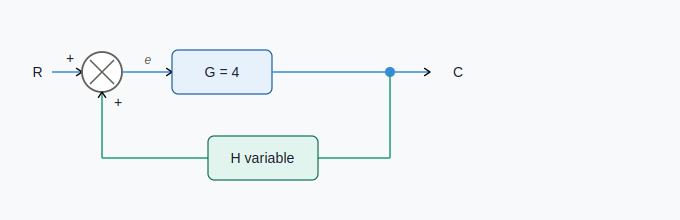 +
R
e
G = 4
C
+
H variable